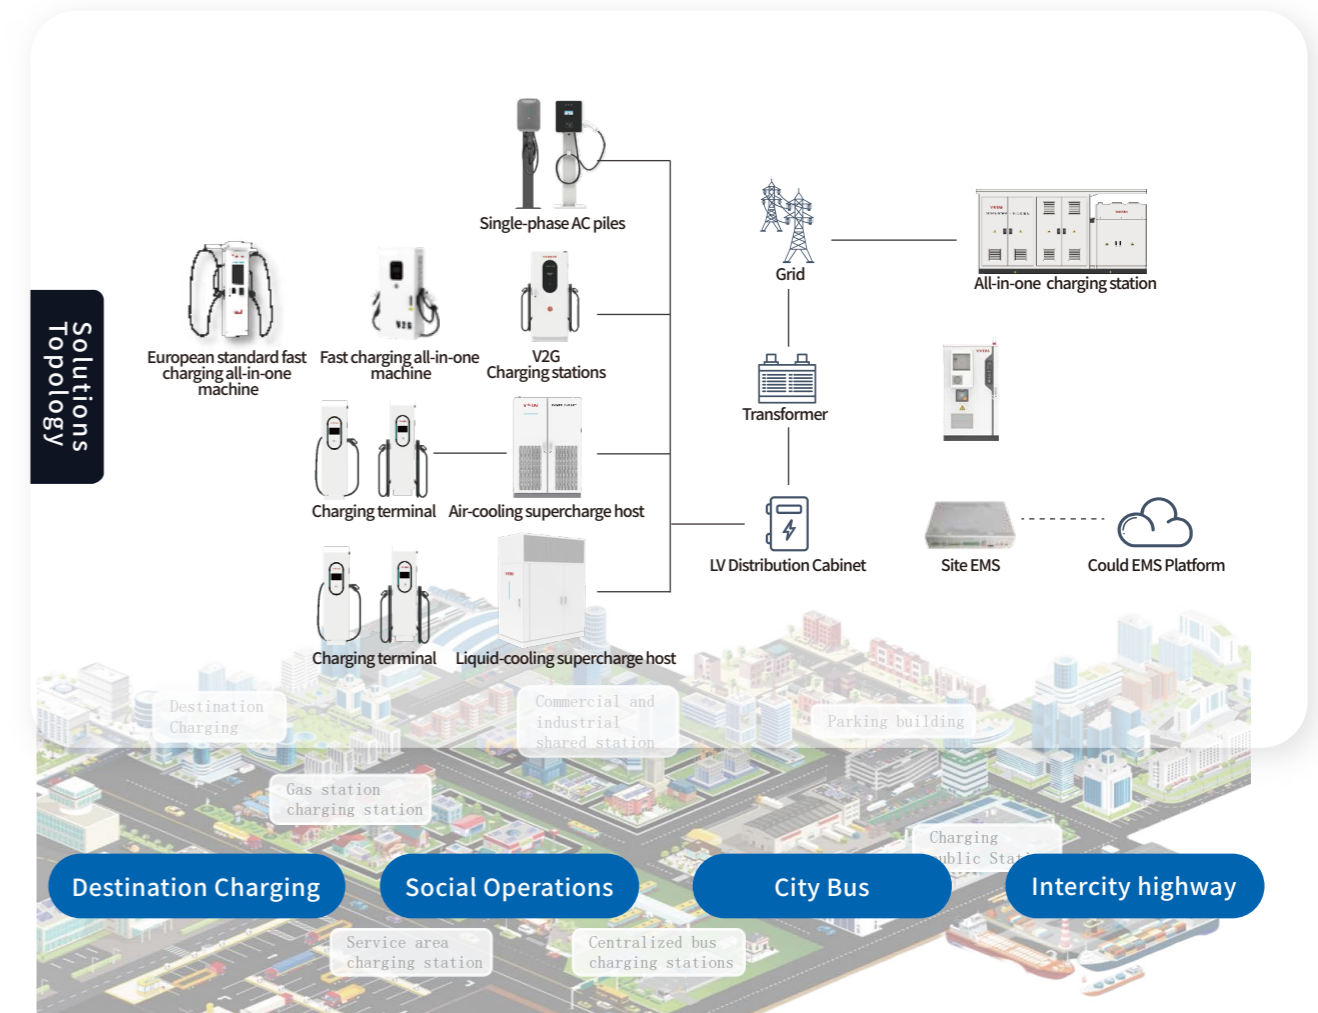 Solutions
Topology
Single-phase AC piles
Grid
All-in-one charging station
European standard fast
charging all-in-one
machine
Fast charging all-in-one
machine
V2G
V2G
Charging stations
Transformer
Charging terminal
Air-cooling supercharge host
LV Distribution Cabinet
Site EMS
Could EMS Platform
Charging terminal
Liquid-cooling supercharge host
Destination
Charging
Commercial and
industrial
shared station
Parking building
Gas station
charging station
Charging
Destination Charging
Social Operations
City Bus
Intercity highway
Service area
charging station
Centralized bus
charging stations